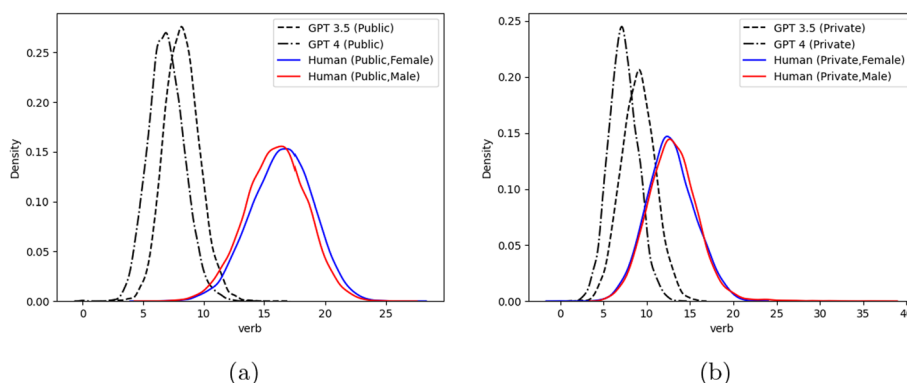 0.25
0.20
0.15
0.10
0.05
0.00
Density
0 5 10 15 20 25
verb
GPT 3.5 (Public)
GPT 4 (Public)
Human (Public,Female)
Human (Public,Male)
(a)
0.25
0.20
0.15
0.10
0.05
0.00
Density
0 5 10 15 20 25 30 35 40
verb
GPT 3.5 (Private)
GPT 4 (Private)
Human (Private,Female)
Human (Private,Male)
(b)